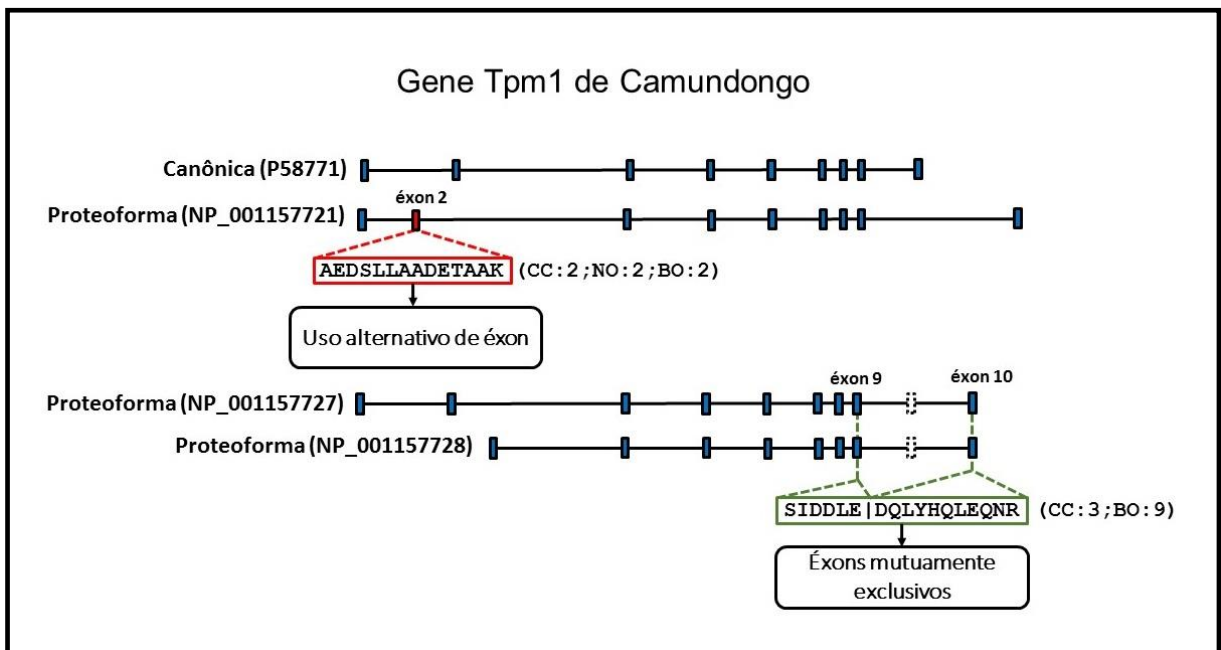 Gene Tpm1 de Camundongo
Canônica (P58771)
éxon 2
Proteoforma (NP_001157721)
AEDSLLAADETAAK (CC:2;NO:2;BO:2)
Uso alternativo de éxon
éxon 9
éxon 10
Proteoforma (NP_001157727)
Proteoforma (NP_001157728)
SIDDLE|DQLYHQLEQNR (CC:3;BO:9)
Éxons mutuamente
exclusivos